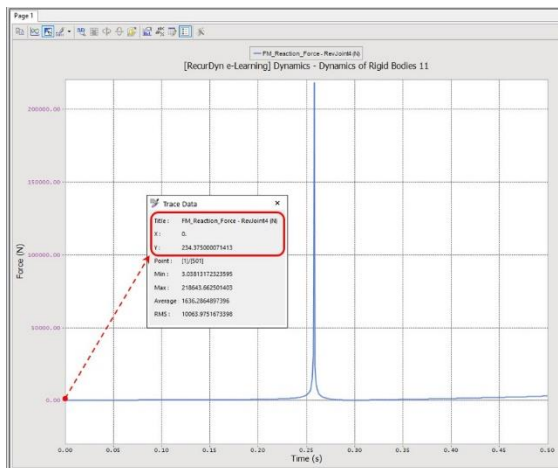 Page 1
FM_Reaction_Force - RevJoint4 (N)
[RecurDyn e-Learning] Dynamics - Dynamics of Rigid Bodies 11
200000.00
150000.00
100000.00
50000.00
0.00
Force (N)
Trace Data
Title : FM_Reaction_Force - RevJoint4 (N)
X : 0.
Y : 234.375000071413
Point : [1]/[501]
Min : 3.03813172323595
Max : 218643.662501403
Average 1636.2864897396
RMS : 10063.9751673398
0.00 0.05 0.10 0.15 0.20 0.25 0.30 0.35 0.40 0.45 0.50
Time (s)